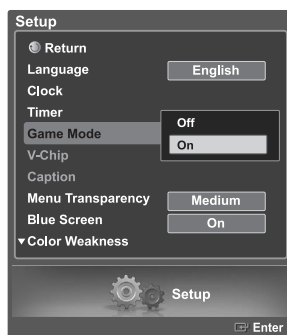 Setup
Return
Language English
Clock
Timer
Off
Game Mode
On
V-Chip
Caption
Menu Transparency Medium
Blue Screen On
▼Color Weakness
Setup
Enter